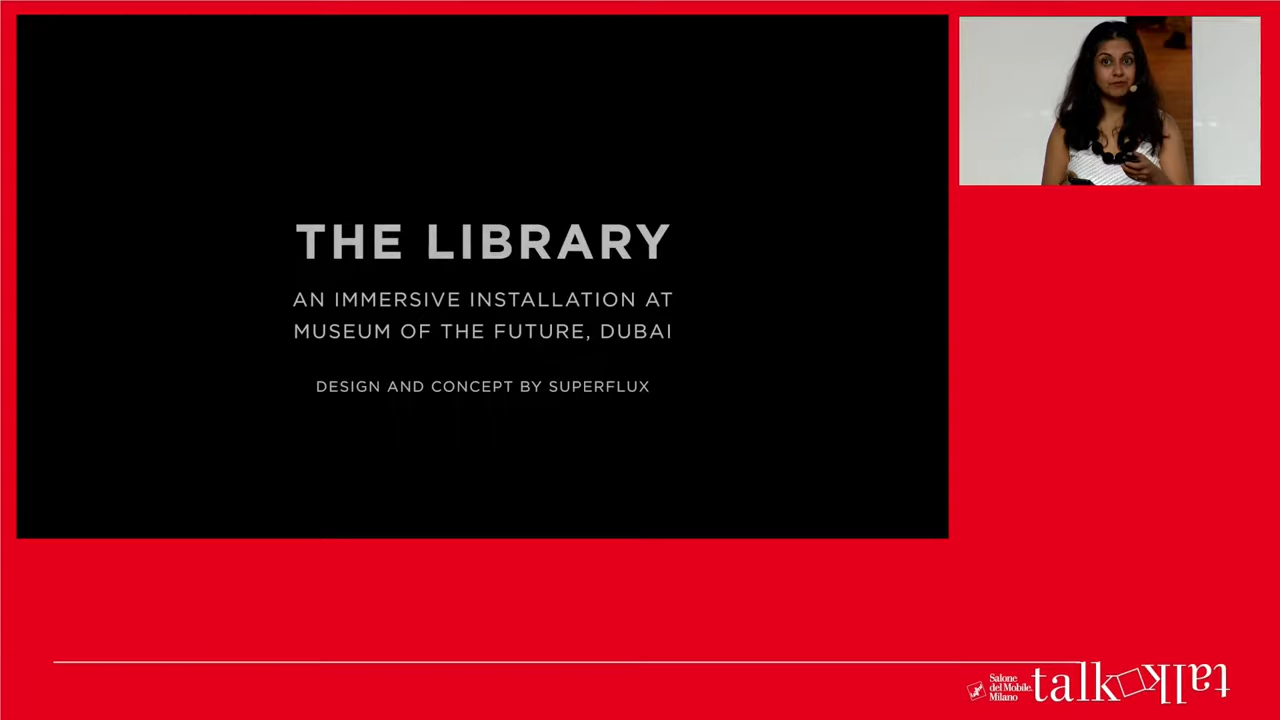 THE LIBRARY
AN IMMERSIVE INSTALLATION AT
MUSEUM OF THE FUTURE, DUBAI
DESIGN AND CONCEPT BY SUPERFLUX
Salone
del Mobile.
Milano
talk talk